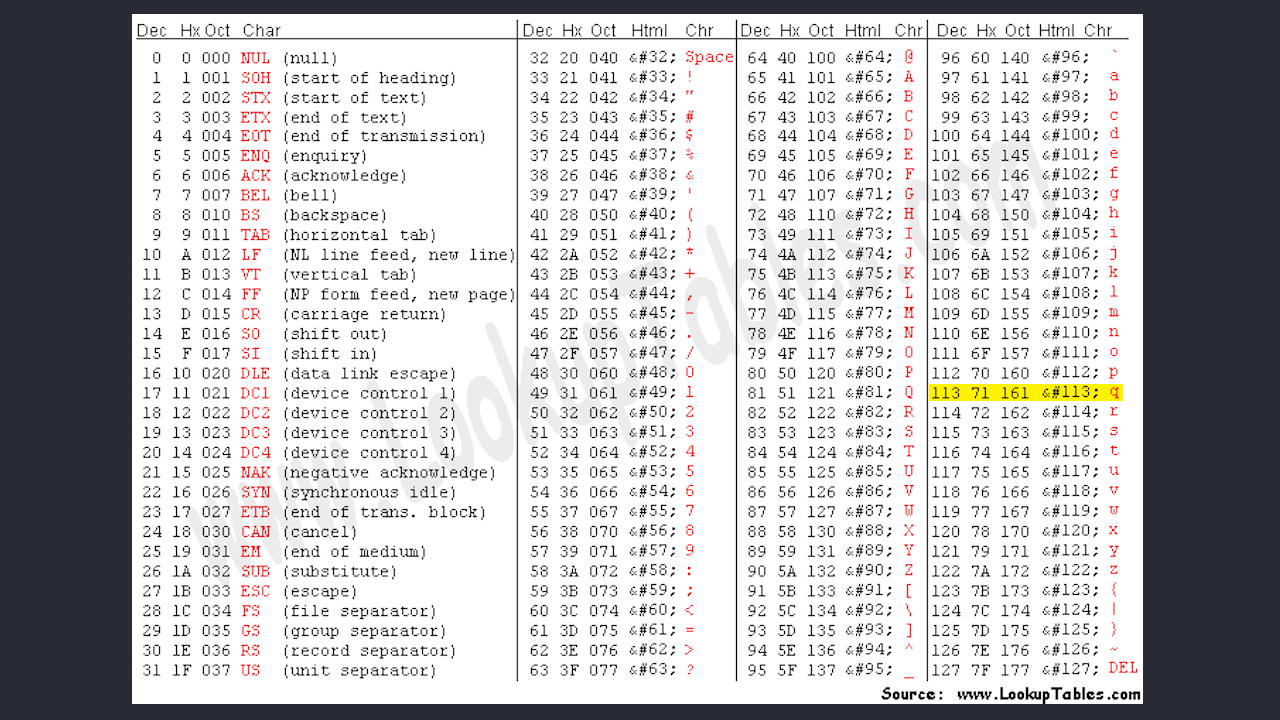 Dec Hx Oct Char Dec Hx Oct Html Chr Dec Hx Oct Html Chr Dec Hx Oct Html Chr
0 0 000 NUL (null) 32 20 040 &#32; Space 64 40 100 &#64; @ 96 60 140 &#96; `
1 1 001 SOH (start of heading) 33 21 041 &#33; ! 65 41 101 &#65; A 97 61 141 &#97; a
2 2 002 STX (start of text) 34 22 042 &#34; " 66 42 102 &#66; B 98 62 142 &#98; b
3 3 003 ETX (end of text) 35 23 043 &#35; # 67 43 103 &#67; C 99 63 143 &#99; c
4 4 004 EOT (end of transmission) 36 24 044 &#36; $ 68 44 104 &#68; D 100 64 144 &#100; d
5 5 005 ENQ (enquiry) 37 25 045 &#37; % 69 45 105 &#69; E 101 65 145 &#101; e
6 6 006 ACK (acknowledge) 38 26 046 &#38; & 70 46 106 &#70; F 102 66 146 &#102; f
7 7 007 BEL (bell) 39 27 047 &#39; ' 71 47 107 &#71; G 103 67 147 &#103; g
8 8 010 BS (backspace) 40 28 050 &#40; ( 72 48 110 &#72; H 104 68 150 &#104; h
9 9 011 TAB (horizontal tab) 41 29 051 &#41; ) 73 49 111 &#73; I 105 69 151 &#105; i
10 A 012 LF (NL line feed, new line) 42 2A 052 &#42; * 74 4A 112 &#74; J 106 6A 152 &#106; j
11 B 013 VT (vertical tab) 43 2B 053 &#43; + 75 4B 113 &#75; K 107 6B 153 &#107; k
12 C 014 FF (NP form feed, new page) 44 2C 054 &#44; , 76 4C 114 &#76; L 108 6C 154 &#108; l
13 D 015 CR (carriage return) 45 2D 055 &#45; - 77 4D 115 &#77; M 109 6D 155 &#109; m
14 E 016 SO (shift out) 46 2E 056 &#46; . 78 4E 116 &#78; N 110 6E 156 &#110; n
15 F 017 SI (shift in) 47 2F 057 &#47; / 79 4F 117 &#79; O 111 6F 157 &#111; o
16 10 020 DLE (data link escape) 48 30 060 &#48; 0 80 50 120 &#80; P 112 70 160 &#112; p
17 11 021 DC1 (device control 1) 49 31 061 &#49; 1 81 51 121 &#81; Q 113 71 161 &#113; q
18 12 022 DC2 (device control 2) 50 32 062 &#50; 2 82 52 122 &#82; R 114 72 162 &#114; r
19 13 023 DC3 (device control 3) 51 33 063 &#51; 3 83 53 123 &#83; S 115 73 163 &#115; s
20 14 024 DC4 (device control 4) 52 34 064 &#52; 4 84 54 124 &#84; T 116 74 164 &#116; t
21 15 025 NAK (negative acknowledge) 53 35 065 &#53; 5 85 55 125 &#85; U 117 75 165 &#117; u
22 16 026 SYN (synchronous idle) 54 36 066 &#54; 6 86 56 126 &#86; V 118 76 166 &#118; v
23 17 027 ETB (end of trans. block) 55 37 067 &#55; 7 87 57 127 &#87; W 119 77 167 &#119; w
24 18 030 CAN (cancel) 56 38 070 &#56; 8 88 58 130 &#88; X 120 78 170 &#120; x
25 19 031 EM (end of medium) 57 39 071 &#57; 9 89 59 131 &#89; Y 121 79 171 &#121; y
26 1A 032 SUB (substitute) 58 3A 072 &#58; : 90 5A 132 &#90; Z 122 7A 172 &#122; z
27 1B 033 ESC (escape) 59 3B 073 &#59; ; 91 5B 133 &#91; [ 123 7B 173 &#123; {
28 1C 034 FS (file separator) 60 3C 074 &#60; < 92 5C 134 &#92; \ 124 7C 174 &#124; |
29 1D 035 GS (group separator) 61 3D 075 &#61; = 93 5D 135 &#93; ] 125 7D 175 &#125; }
30 1E 036 RS (record separator) 62 3E 076 &#62; > 94 5E 136 &#94; ^ 126 7E 176 &#126; ~
31 1F 037 US (unit separator) 63 3F 077 &#63; ? 95 5F 137 &#95; _ 127 7F 177 &#127; DEL
Source: www.LookupTables.com
www.LookupTables.com